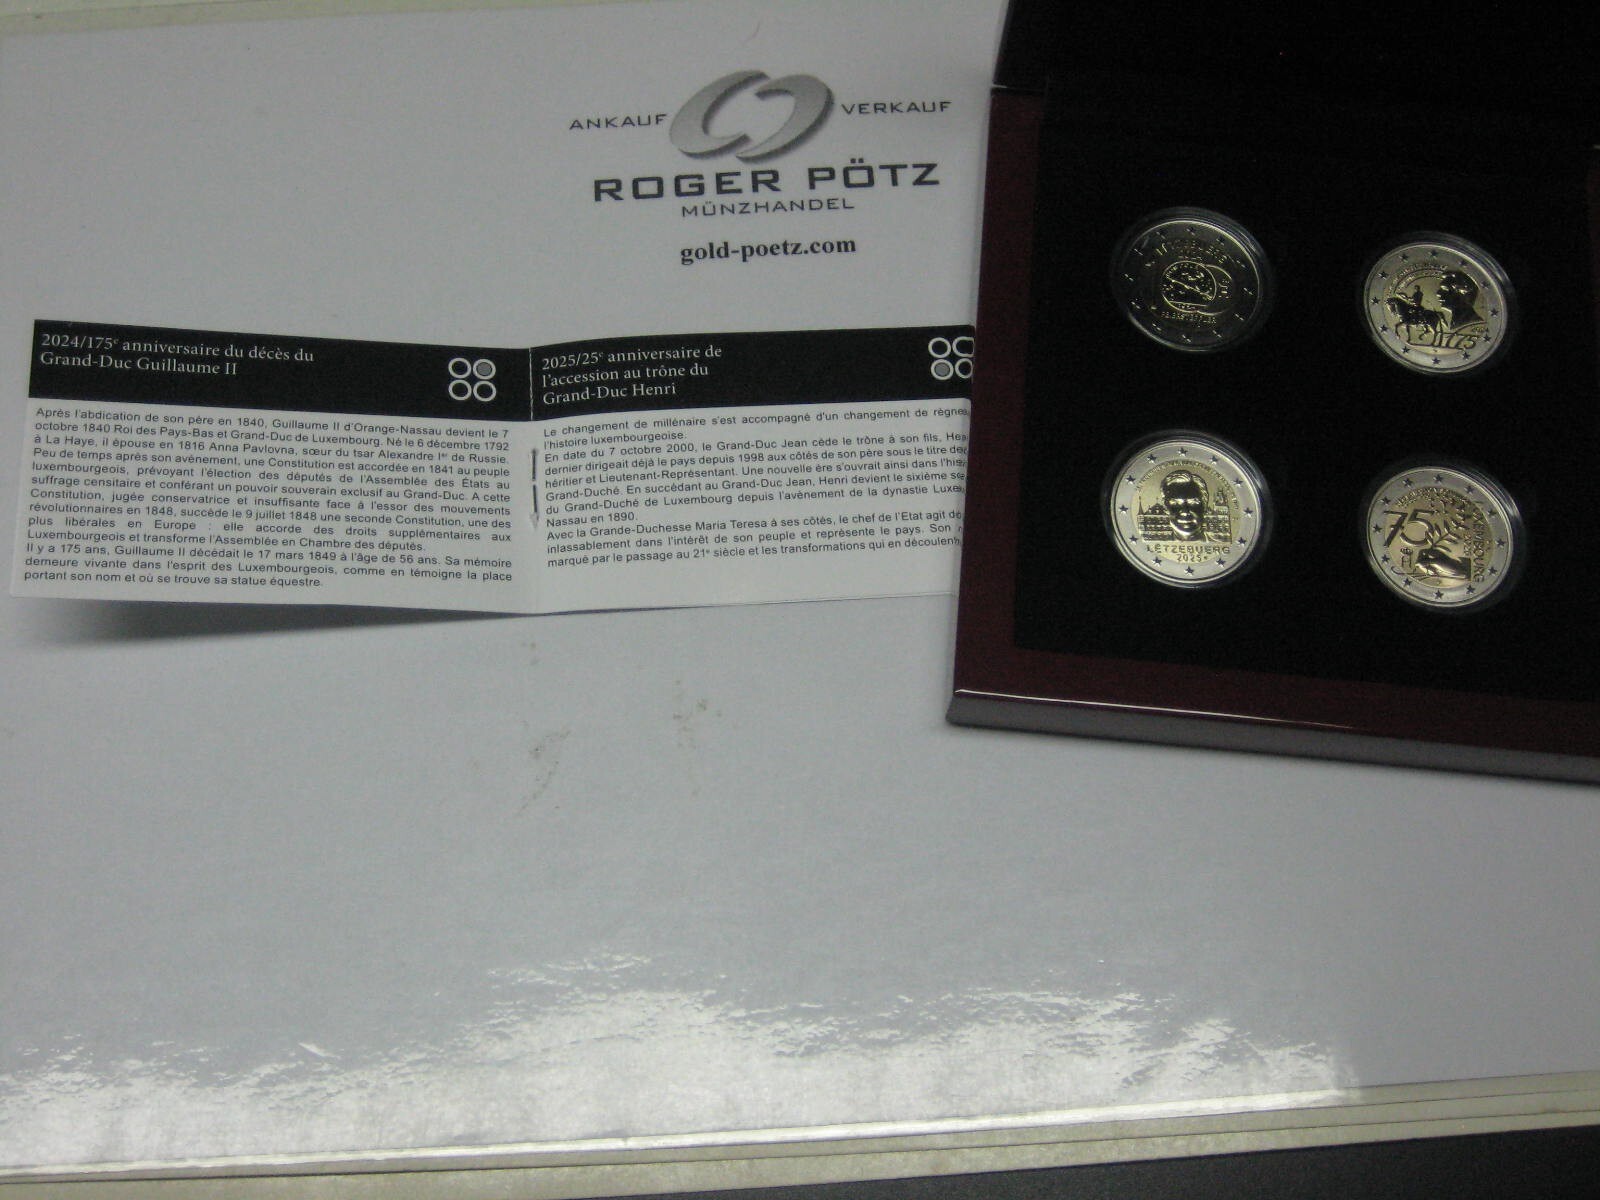 ANKAUF VERKAUF
ROGER PÖTZ
MÜNZHANDEL
gold-poetz.com
2024/175e anniversaire du décès du
Grand-Duc Guillaume II
Après l'abdication de son père en 1840, Guillaume II d'Orange-Nassau devient le 7
octobre 1840 Roi des Pays-Bas et Grand-Duc de Luxembourg. Né le 6 décembre 1792
à La Haye, il épouse en 1816 Anna Pavlovna, sœur du tsar Alexandre Ier de Russie.
Peu de temps après son avénement, une Constitution est accordée en 1841 au peuple
luxembourgeois, prévoyant l'élection des députés de l'Assemblée des États au
suffrage censitaire et conférant un pouvoir souverain exclusif au Grand-Duc. A cette
Constitution, jugée conservatrice et insuffisante face à l'essor des mouvements
révolutionnaires en 1848, succède le 9 juillet 1848 une seconde Constitution, une des
plus libérales en Europe : elle accorde des droits supplémentaires aux
Luxembourgeois et transforme l'Assemblée en Chambre des députés.
Il y a 175 ans, Guillaume II décédait le 17 mars 1849 à l'âge de 56 ans. Sa mémoire
demeure vivante dans l'esprit des Luxembourgeois, comme en témoigne la place
portant son nom et où se trouve sa statue équestre.
2025/25e anniversaire de
l'accession au trône du
Grand-Duc Henri
Le changement de millénaire s'est accompagné d'un changement de règne
l'histoire luxembourgeoise.
En date du 7 octobre 2000, le Grand-Duc Jean cède le trône à son fils,
dernier dirigeait déjà le pays depuis 1998 aux côtés de son père sous le titre
héritier et Lieutenant-Représentant. Une nouvelle ère s'ouvrait ainsi dans
Grand-Duché. En succédant au Grand-Duc Jean, Henri devient le sixième
du Grand-Duché de Luxembourg depuis l'avènement de la dynastie
Nassau en 1890.
Avec la Grande-Duchesse Maria Teresa à ses côtés, le chef de l'Etat agit
inlassablement dans l'intérêt de son peuple et représente le pays. Son
marqué par le passage au 21e siècle et les transformations qui en
LËTZEBUERG
2024
FEIERSTËPPLER
175
LËTZEBUERG
2025
75
LUXEMBOURG